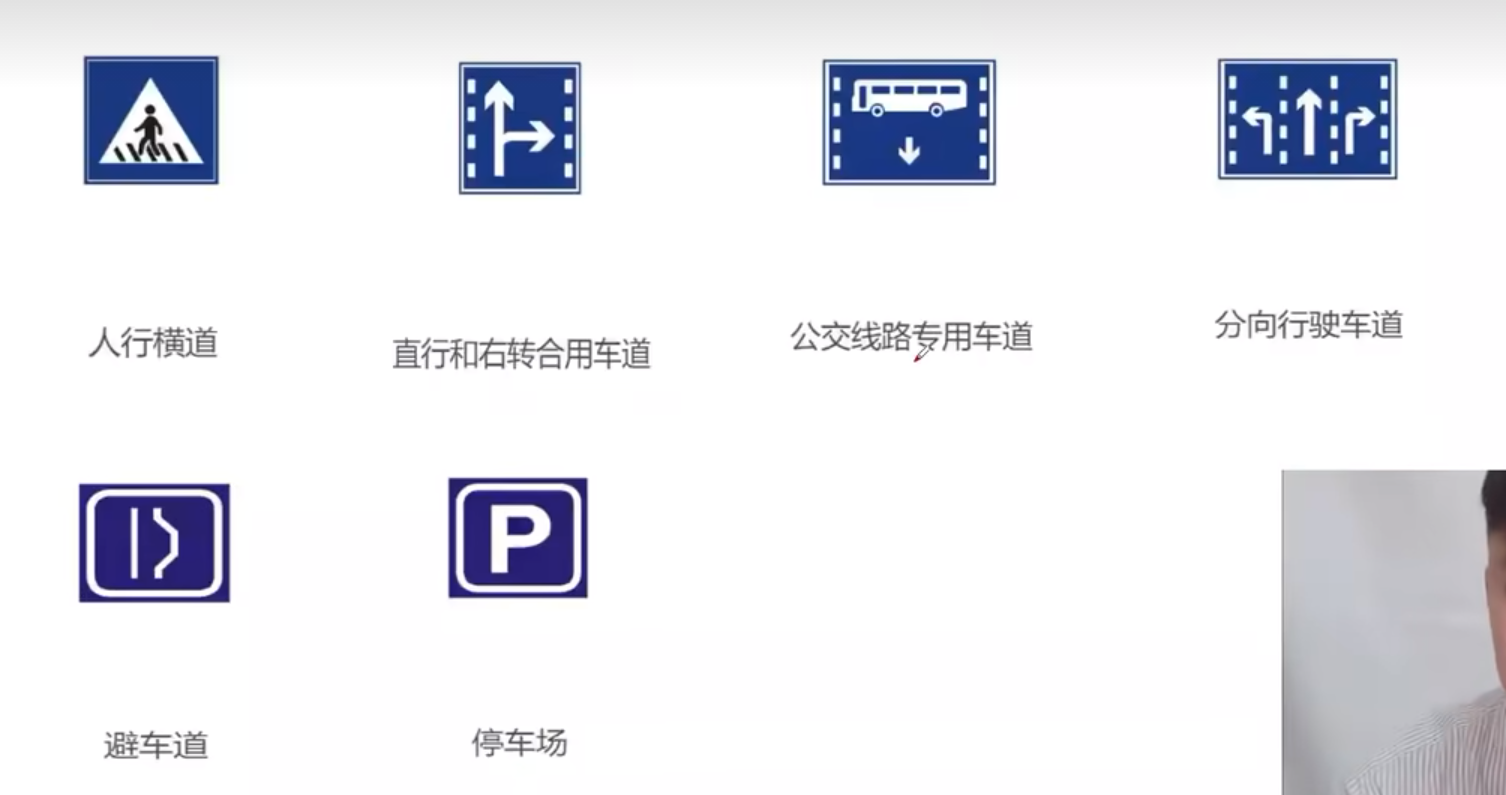 人行横道
直行和右转合用车道
公交线路专用车道
分向行驶车道
P
避车道
停车场